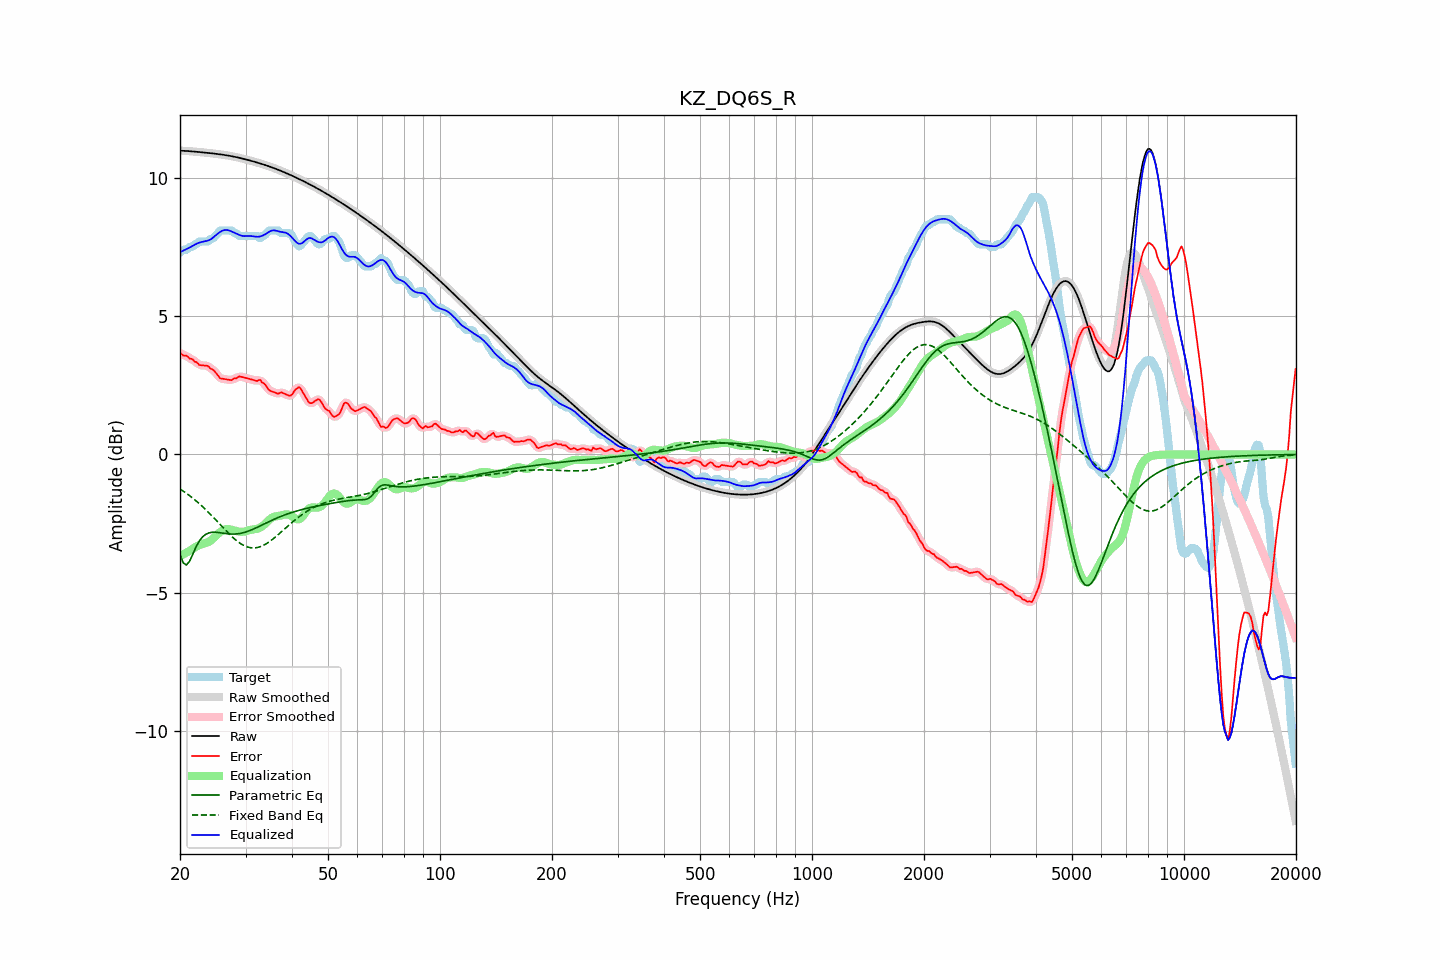 KZ_DQ6S_R
Amplitude (dBr)
10
5
0
−5
−10
Target
Raw Smoothed
Error Smoothed
Raw
Error
Equalization
Parametric Eq
Fixed Band Eq
Equalized
20 50 100 200 500 1000 2000 5000 10000 20000
Frequency (Hz)